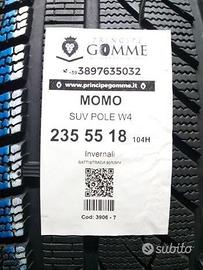 PRINCIPE
GOMME
+39 3897635032
www.principegomme.it
MOMO
SUV POLE W4
235 55 18 104H
Invernali
Cod: 3906 - 7
subito